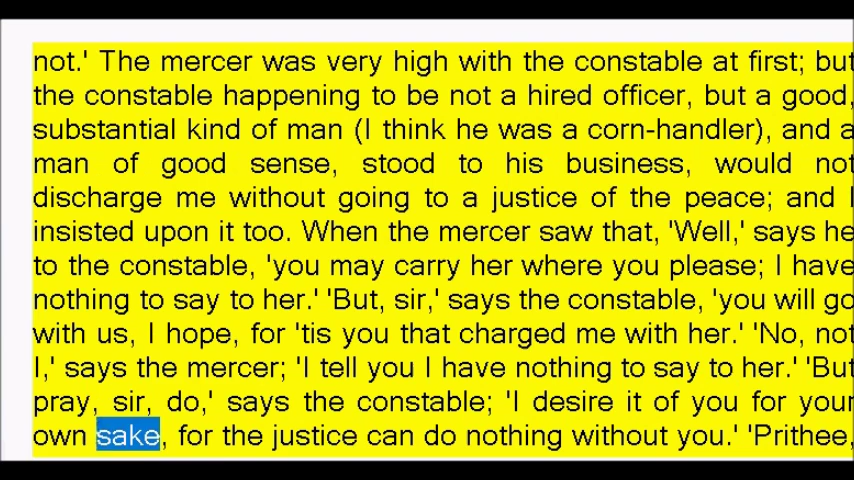 not.' The mercer was very high with the constable at first; but
the constable happening to be not a hired officer, but a good,
substantial kind of man (I think he was a corn-handler), and a
man of good sense, stood to his business, would not
discharge me without going to a justice of the peace; and I
insisted upon it too. When the mercer saw that, 'Well,' says he
to the constable, 'you may carry her where you please; I have
nothing to say to her.' 'But, sir,' says the constable, 'you will go
with us, I hope, for 'tis you that charged me with her.' 'No, not
I,' says the mercer; 'I tell you I have nothing to say to her.' 'But
pray, sir, do,' says the constable; 'I desire it of you for your
own sake, for the justice can do nothing without you.' 'Prithee,